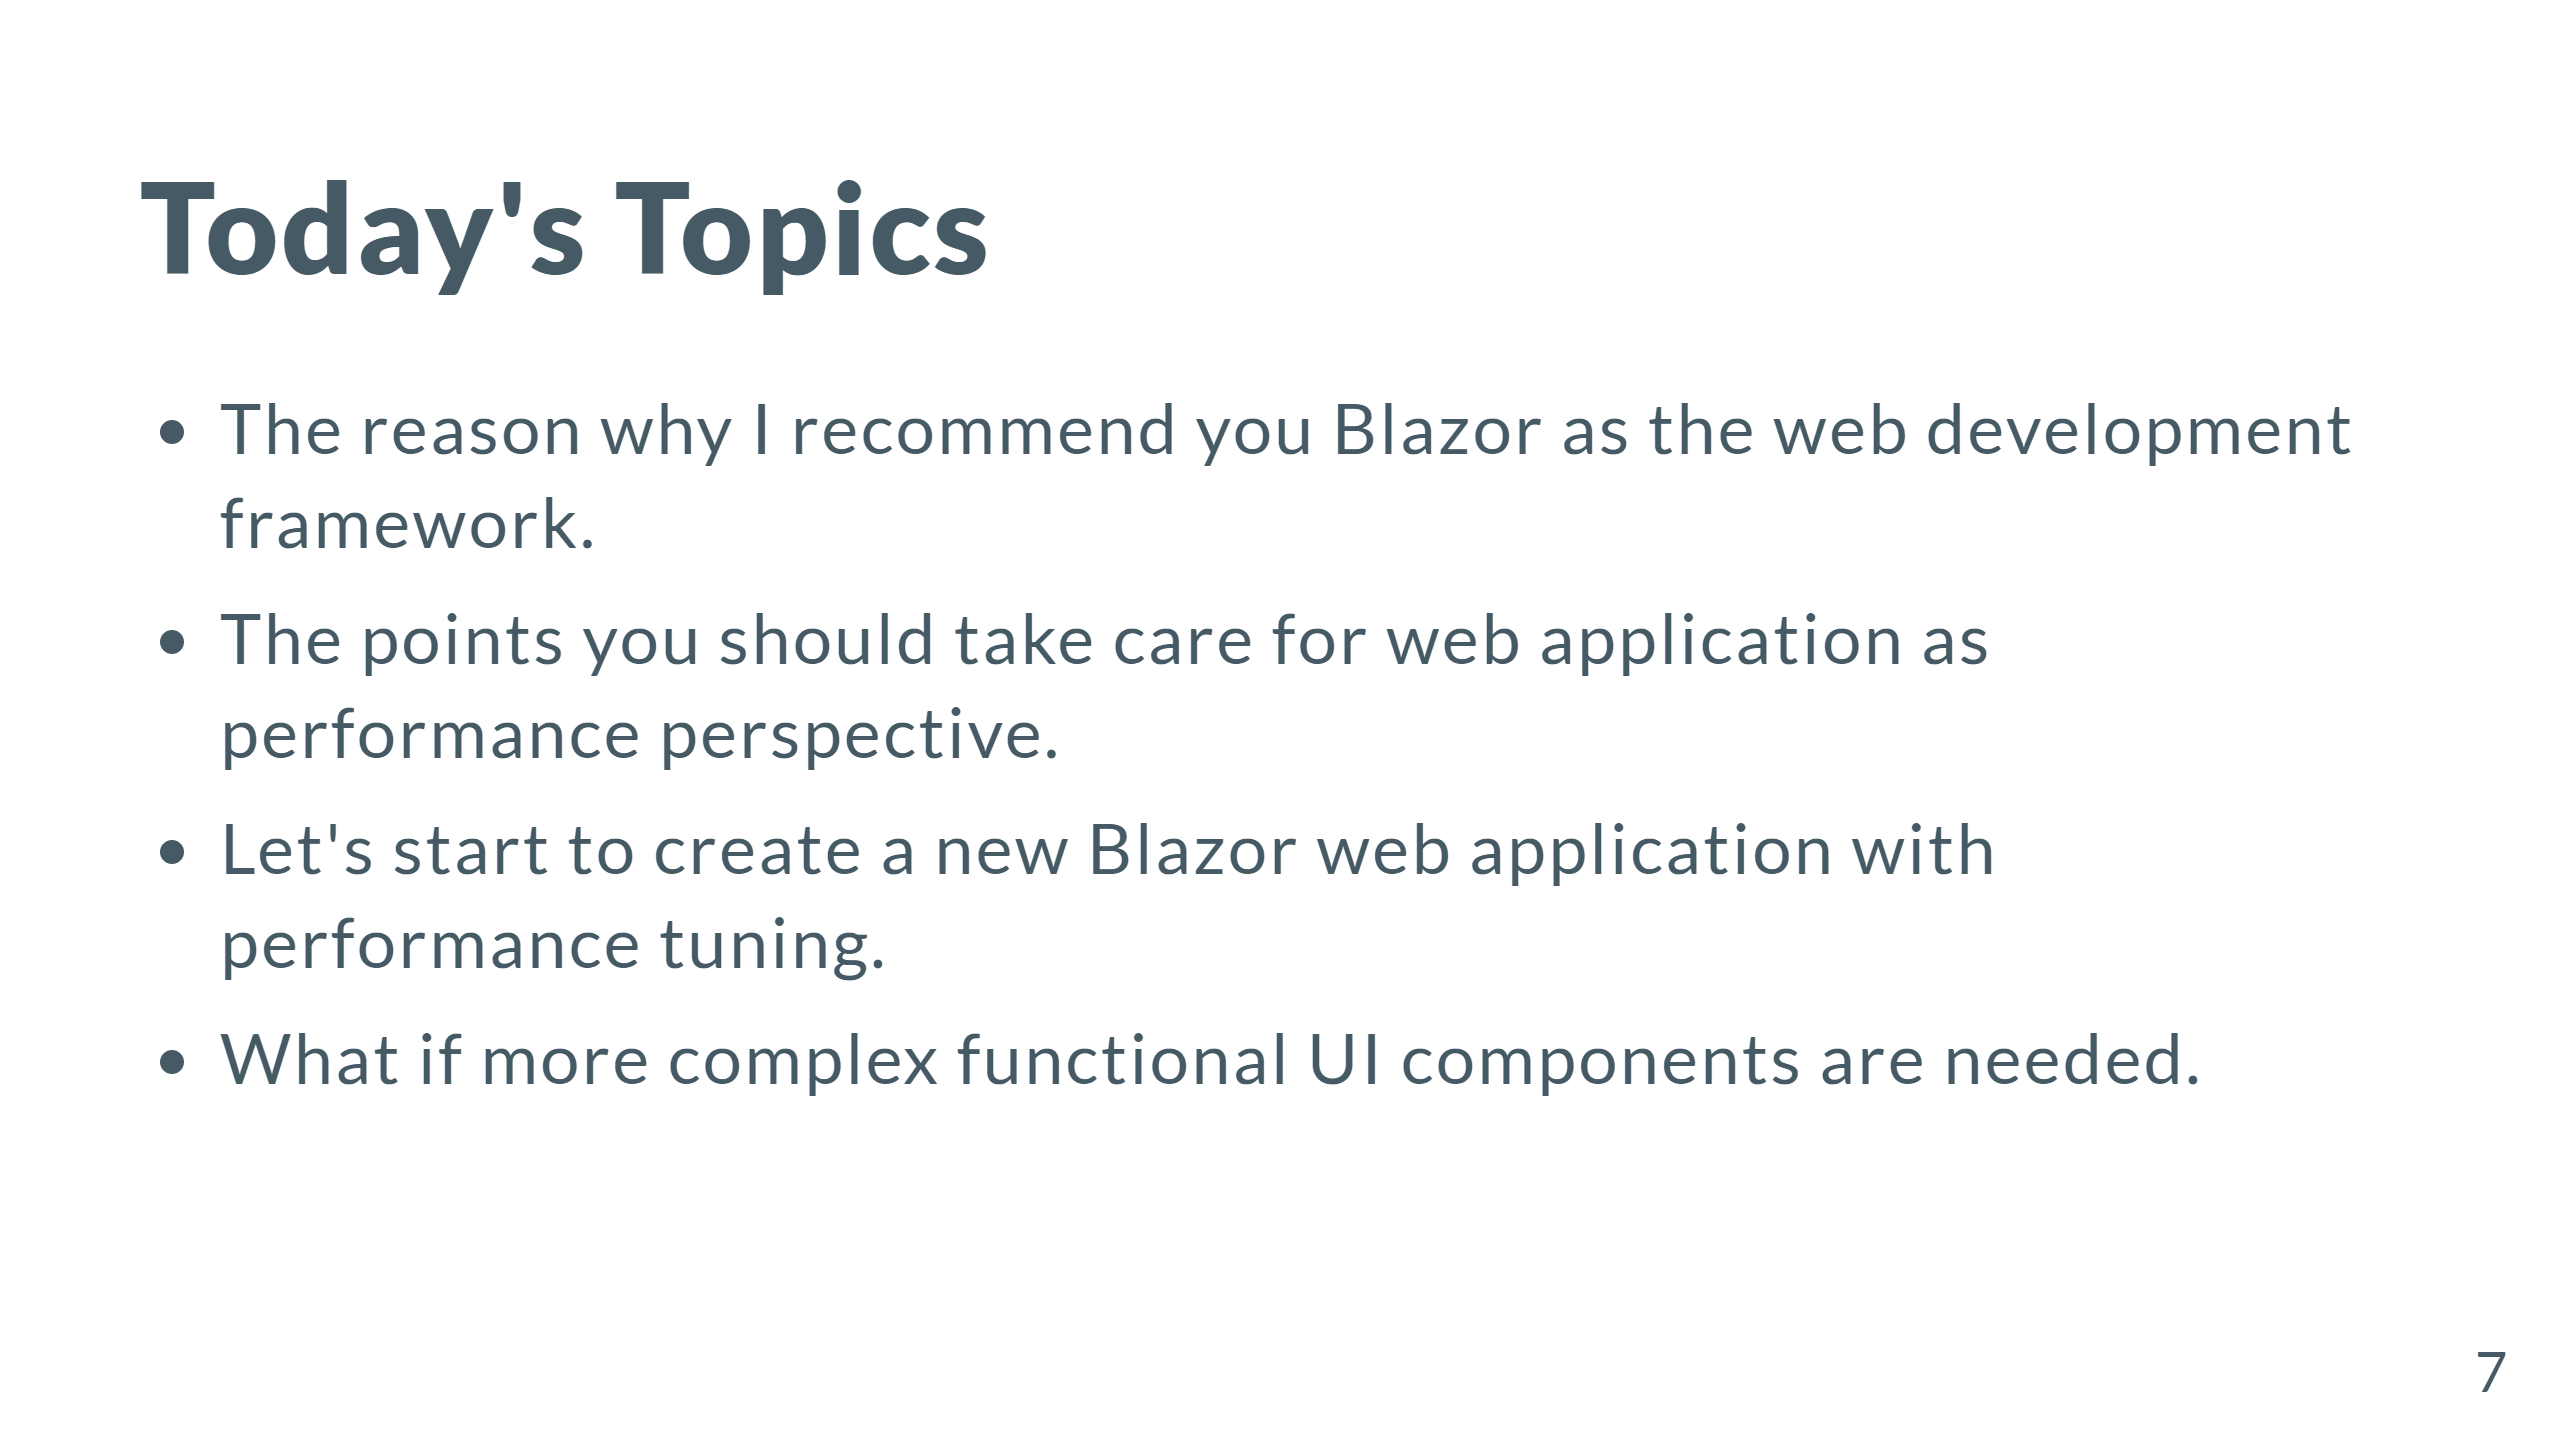 Today's Topics
• The reason why I recommend you Blazor as the web development
framework.
• The points you should take care for web application as
performance perspective.
• Let's start to create a new Blazor web application with
performance tuning.
• What if more complex functional UI components are needed.
7